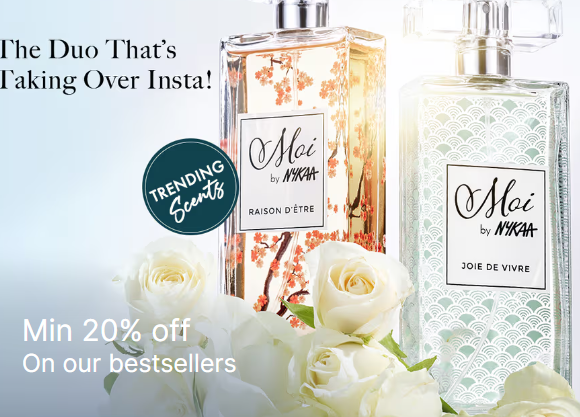 The Duo That's
Taking Over Insta!
TRENDING
Scents
Moi
by NYKAA
RAISON D'ÊTRE
Moi
by NYKAA
JOIE DE VIVRE
Min 20% off
On our bestsellers